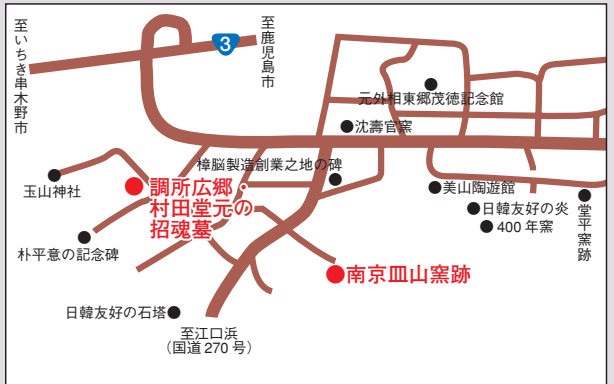 至いちき串木野市
3
至鹿児島市
元外相東郷茂徳記念館
沈壽官窯
樟脳製造創業之地の碑
玉山神社
調所広郷・
村田堂元の
招魂墓
美山陶遊館
日韓友好の炎
400年窯
堂平窯跡
朴平意の記念碑
南京皿山窯跡
日韓友好の石塔
至江口浜
（国道270号）